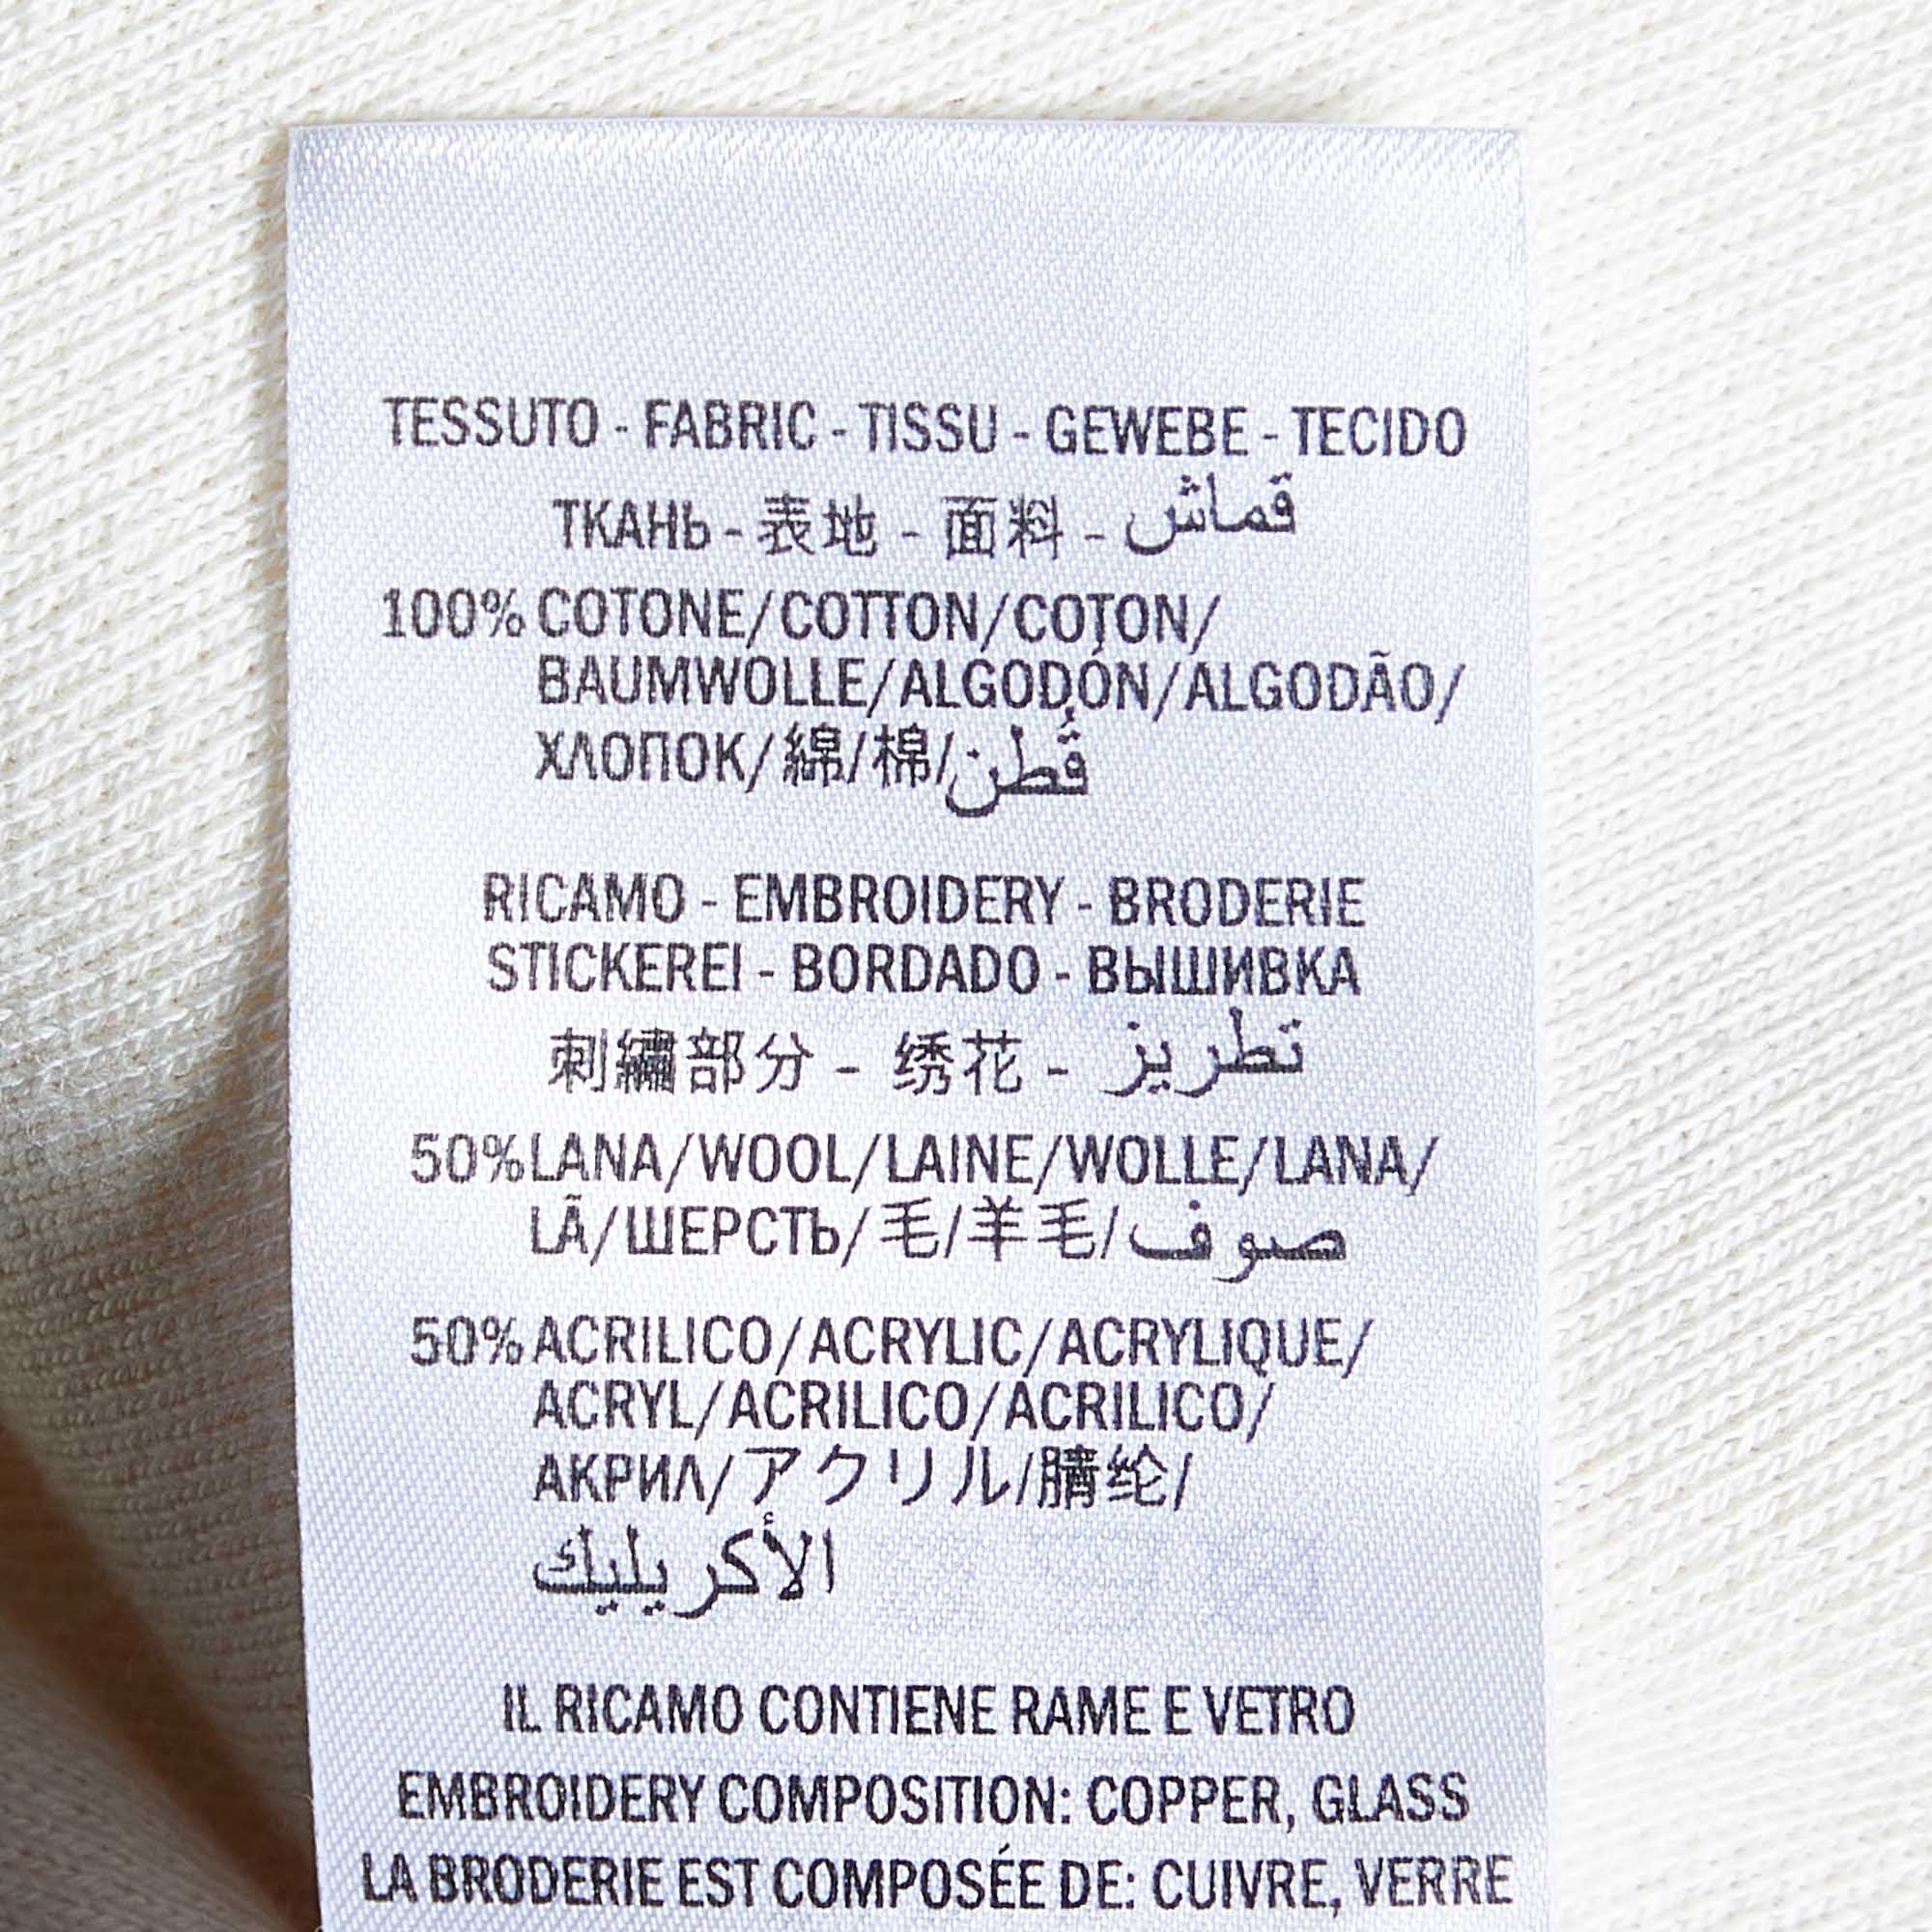 TESSUTO - FABRIC - TISSU - GEWEBE - TECIDO
ТКАНЬ - 表地 - 面料 - قماش
100% COTONE/COTTON/COTON/
BAUMWOLLE/ALGODÓN/ALGODÃO/
ХЛОПОК/綿/棉/قُطن
RICAMO - EMBROIDERY - BRODERIE
STICKEREI - BORDADO - ВЫШИВКА
刺繍部分 - 绣花 - تطريز
50% LANA/WOOL/LAINE/WOLLE/LANA/
LÃ/ШЕРСТЬ/毛/羊毛/صوف
50% ACRILICO/ACRYLIC/ACRYLIQUE/
ACRYL/ACRILICO/ACRILICO/
АКРИЛ/アクリル/腈纶/
الأكريليك
IL RICAMO CONTIENE RAME E VETRO
EMBROIDERY COMPOSITION: COPPER, GLASS
LA BRODERIE EST COMPOSÉE DE: CUIVRE, VERRE